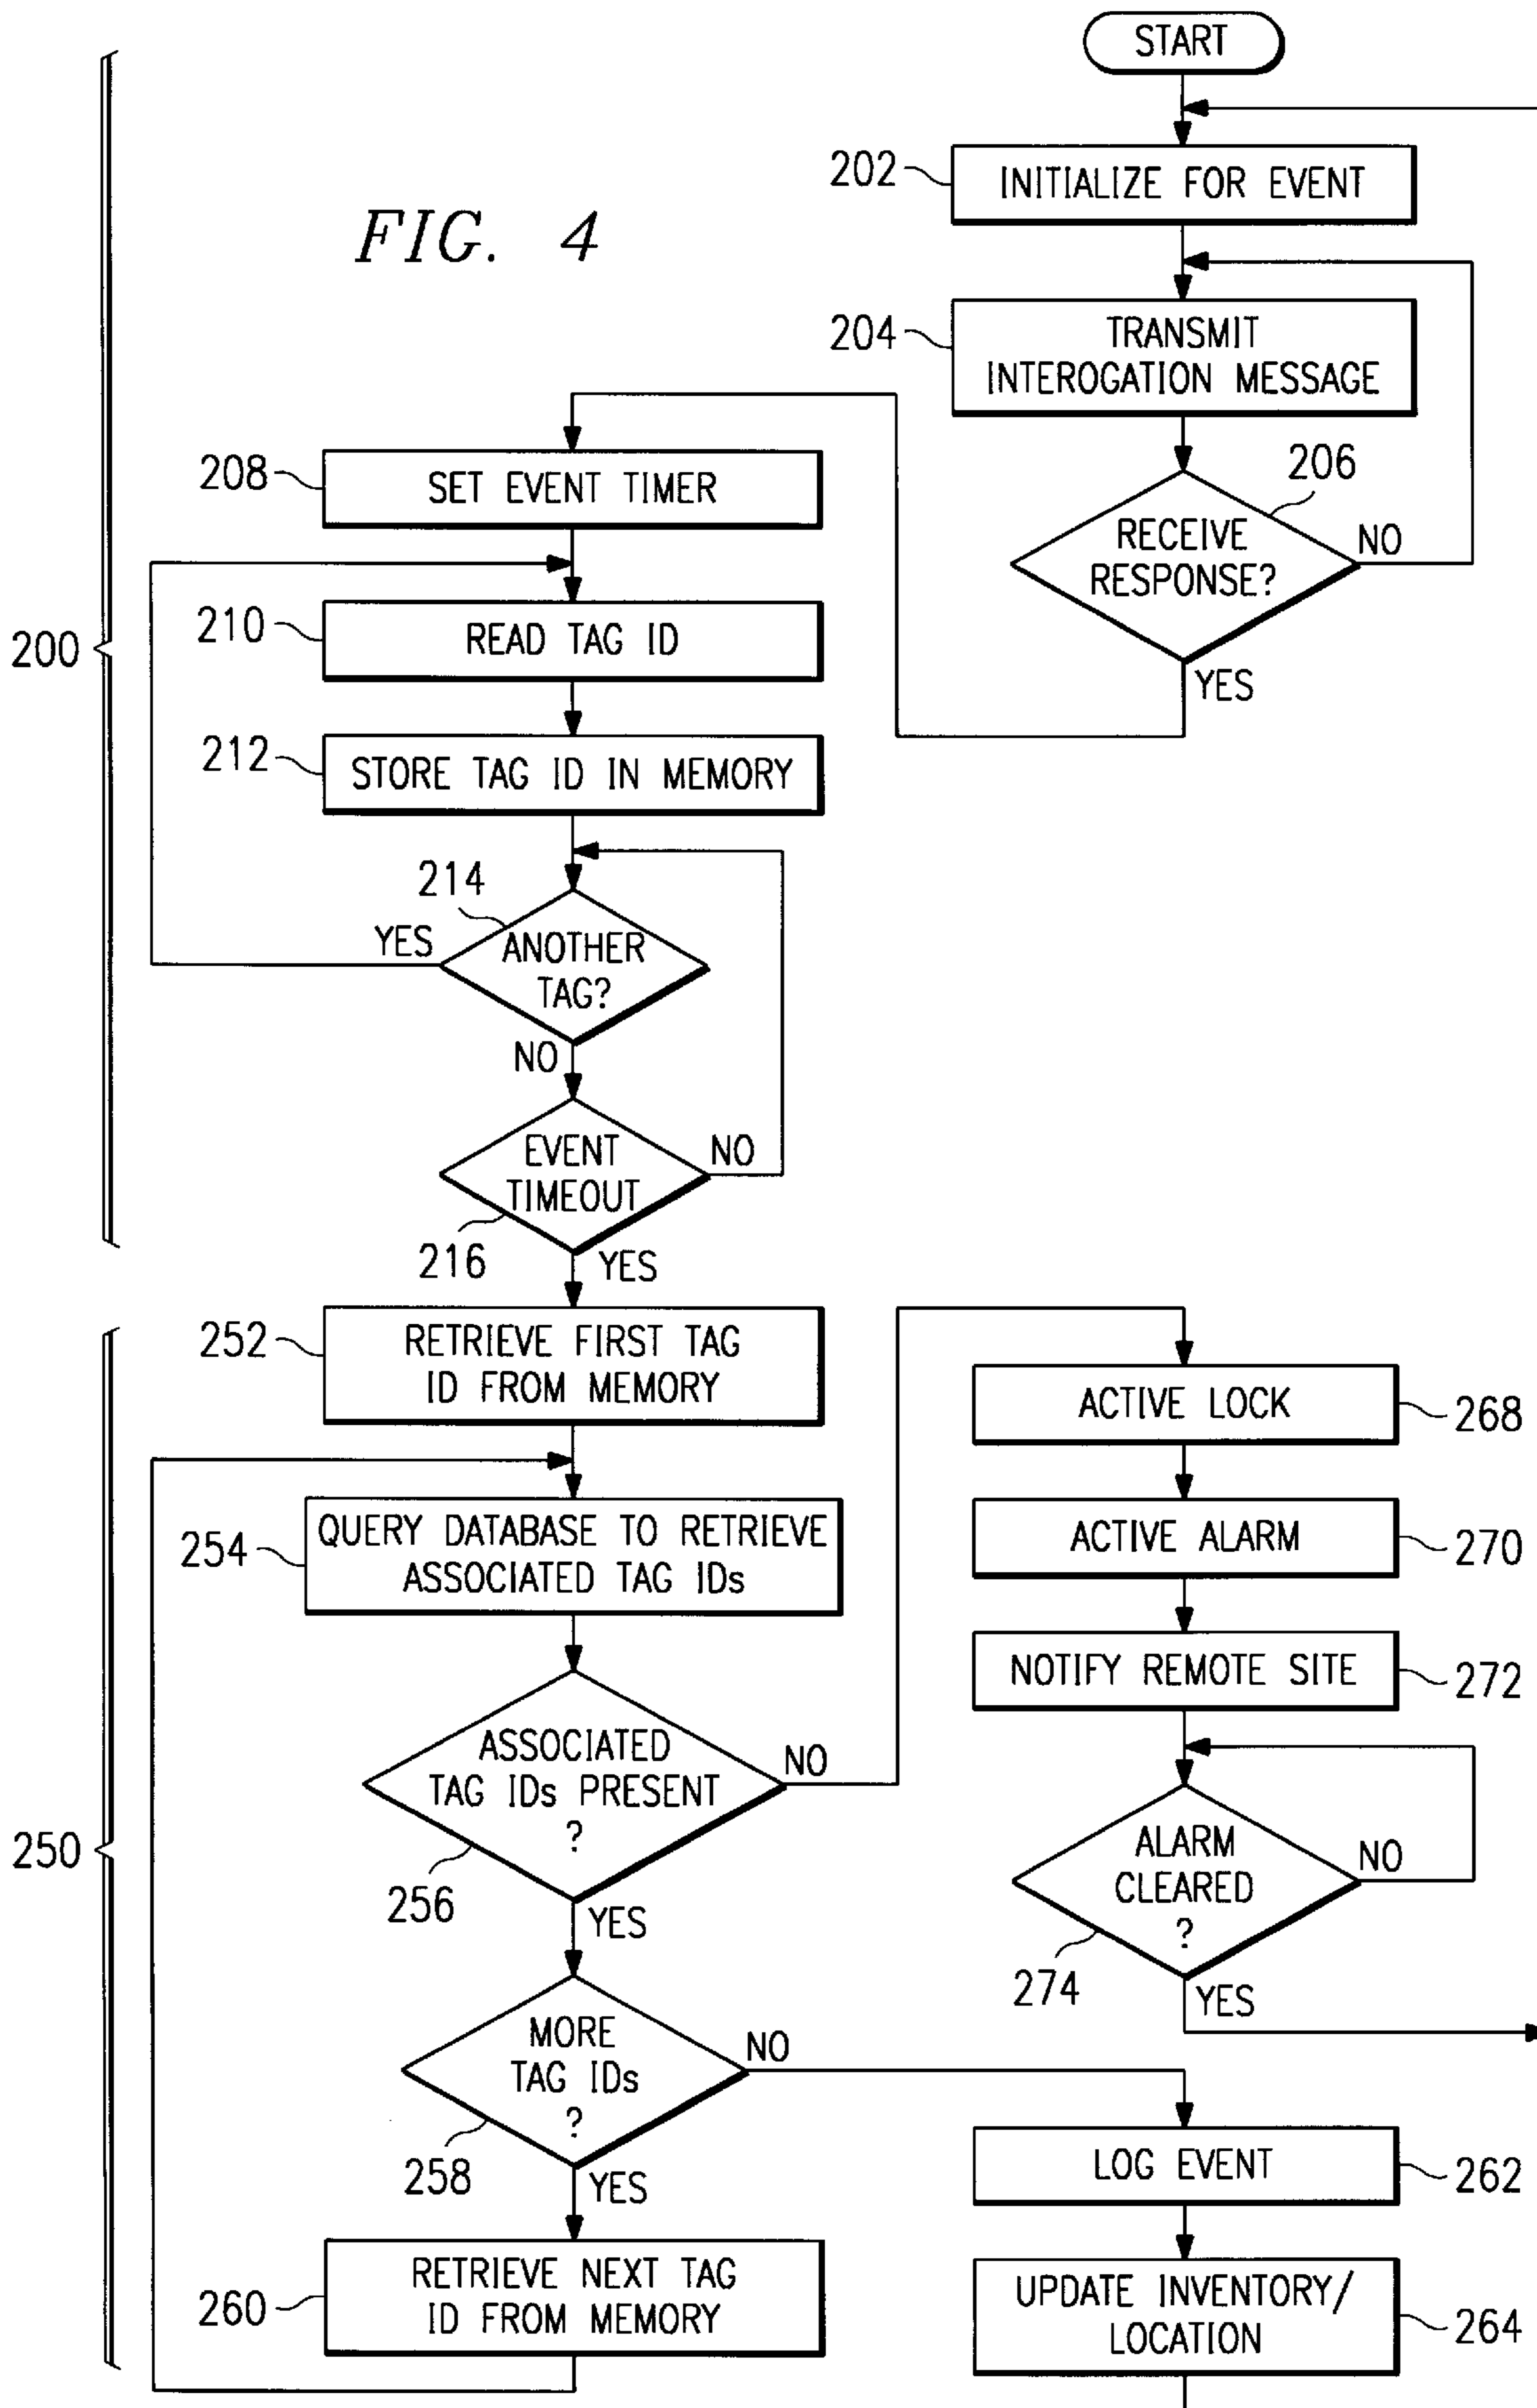 START
202
INITIALIZE FOR EVENT
FIG. 4
204
TRANSMIT
INTEROGATION MESSAGE
206
RECEIVE
RESPONSE?
NO
YES
208
SET EVENT TIMER
210
READ TAG ID
200
212
STORE TAG ID IN MEMORY
214
YES
ANOTHER
TAG?
NO
EVENT
TIMEOUT
NO
216
YES
252
RETRIEVE FIRST TAG
ID FROM MEMORY
254
QUERY DATABASE TO RETRIEVE
ASSOCIATED TAG IDs
ASSOCIATED
TAG IDs PRESENT
?
NO
256
YES
250
MORE
TAG IDs
?
NO
258
YES
260
RETRIEVE NEXT TAG
ID FROM MEMORY
ACTIVE LOCK
268
ACTIVE ALARM
270
NOTIFY REMOTE SITE
272
ALARM
CLEARED
?
NO
274
YES
LOG EVENT
262
UPDATE INVENTORY/
LOCATION
264